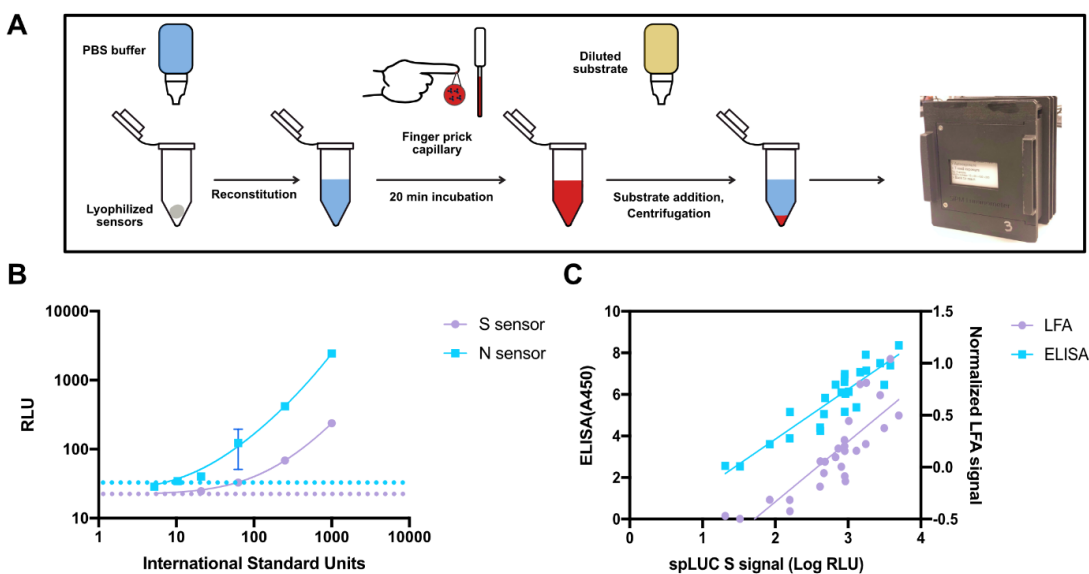 A
PBS buffer
Diluted
substrate
Finger prick
capillary
Reconstitution
20 min incubation
Substrate addition,
Centrifugation
Lyophilized
sensors
3
B
10000
1000
100
10
RLU
1
10
100
1000
10000
International Standard Units
S sensor
N sensor
C
10
8
6
4
2
0
ELISA(A450)
1.5
1.0
0.5
0.0
-0.5
Normalized LFA
signal
0
1
2
3
4
spLUC S signal (Log RLU)
LFA
ELISA